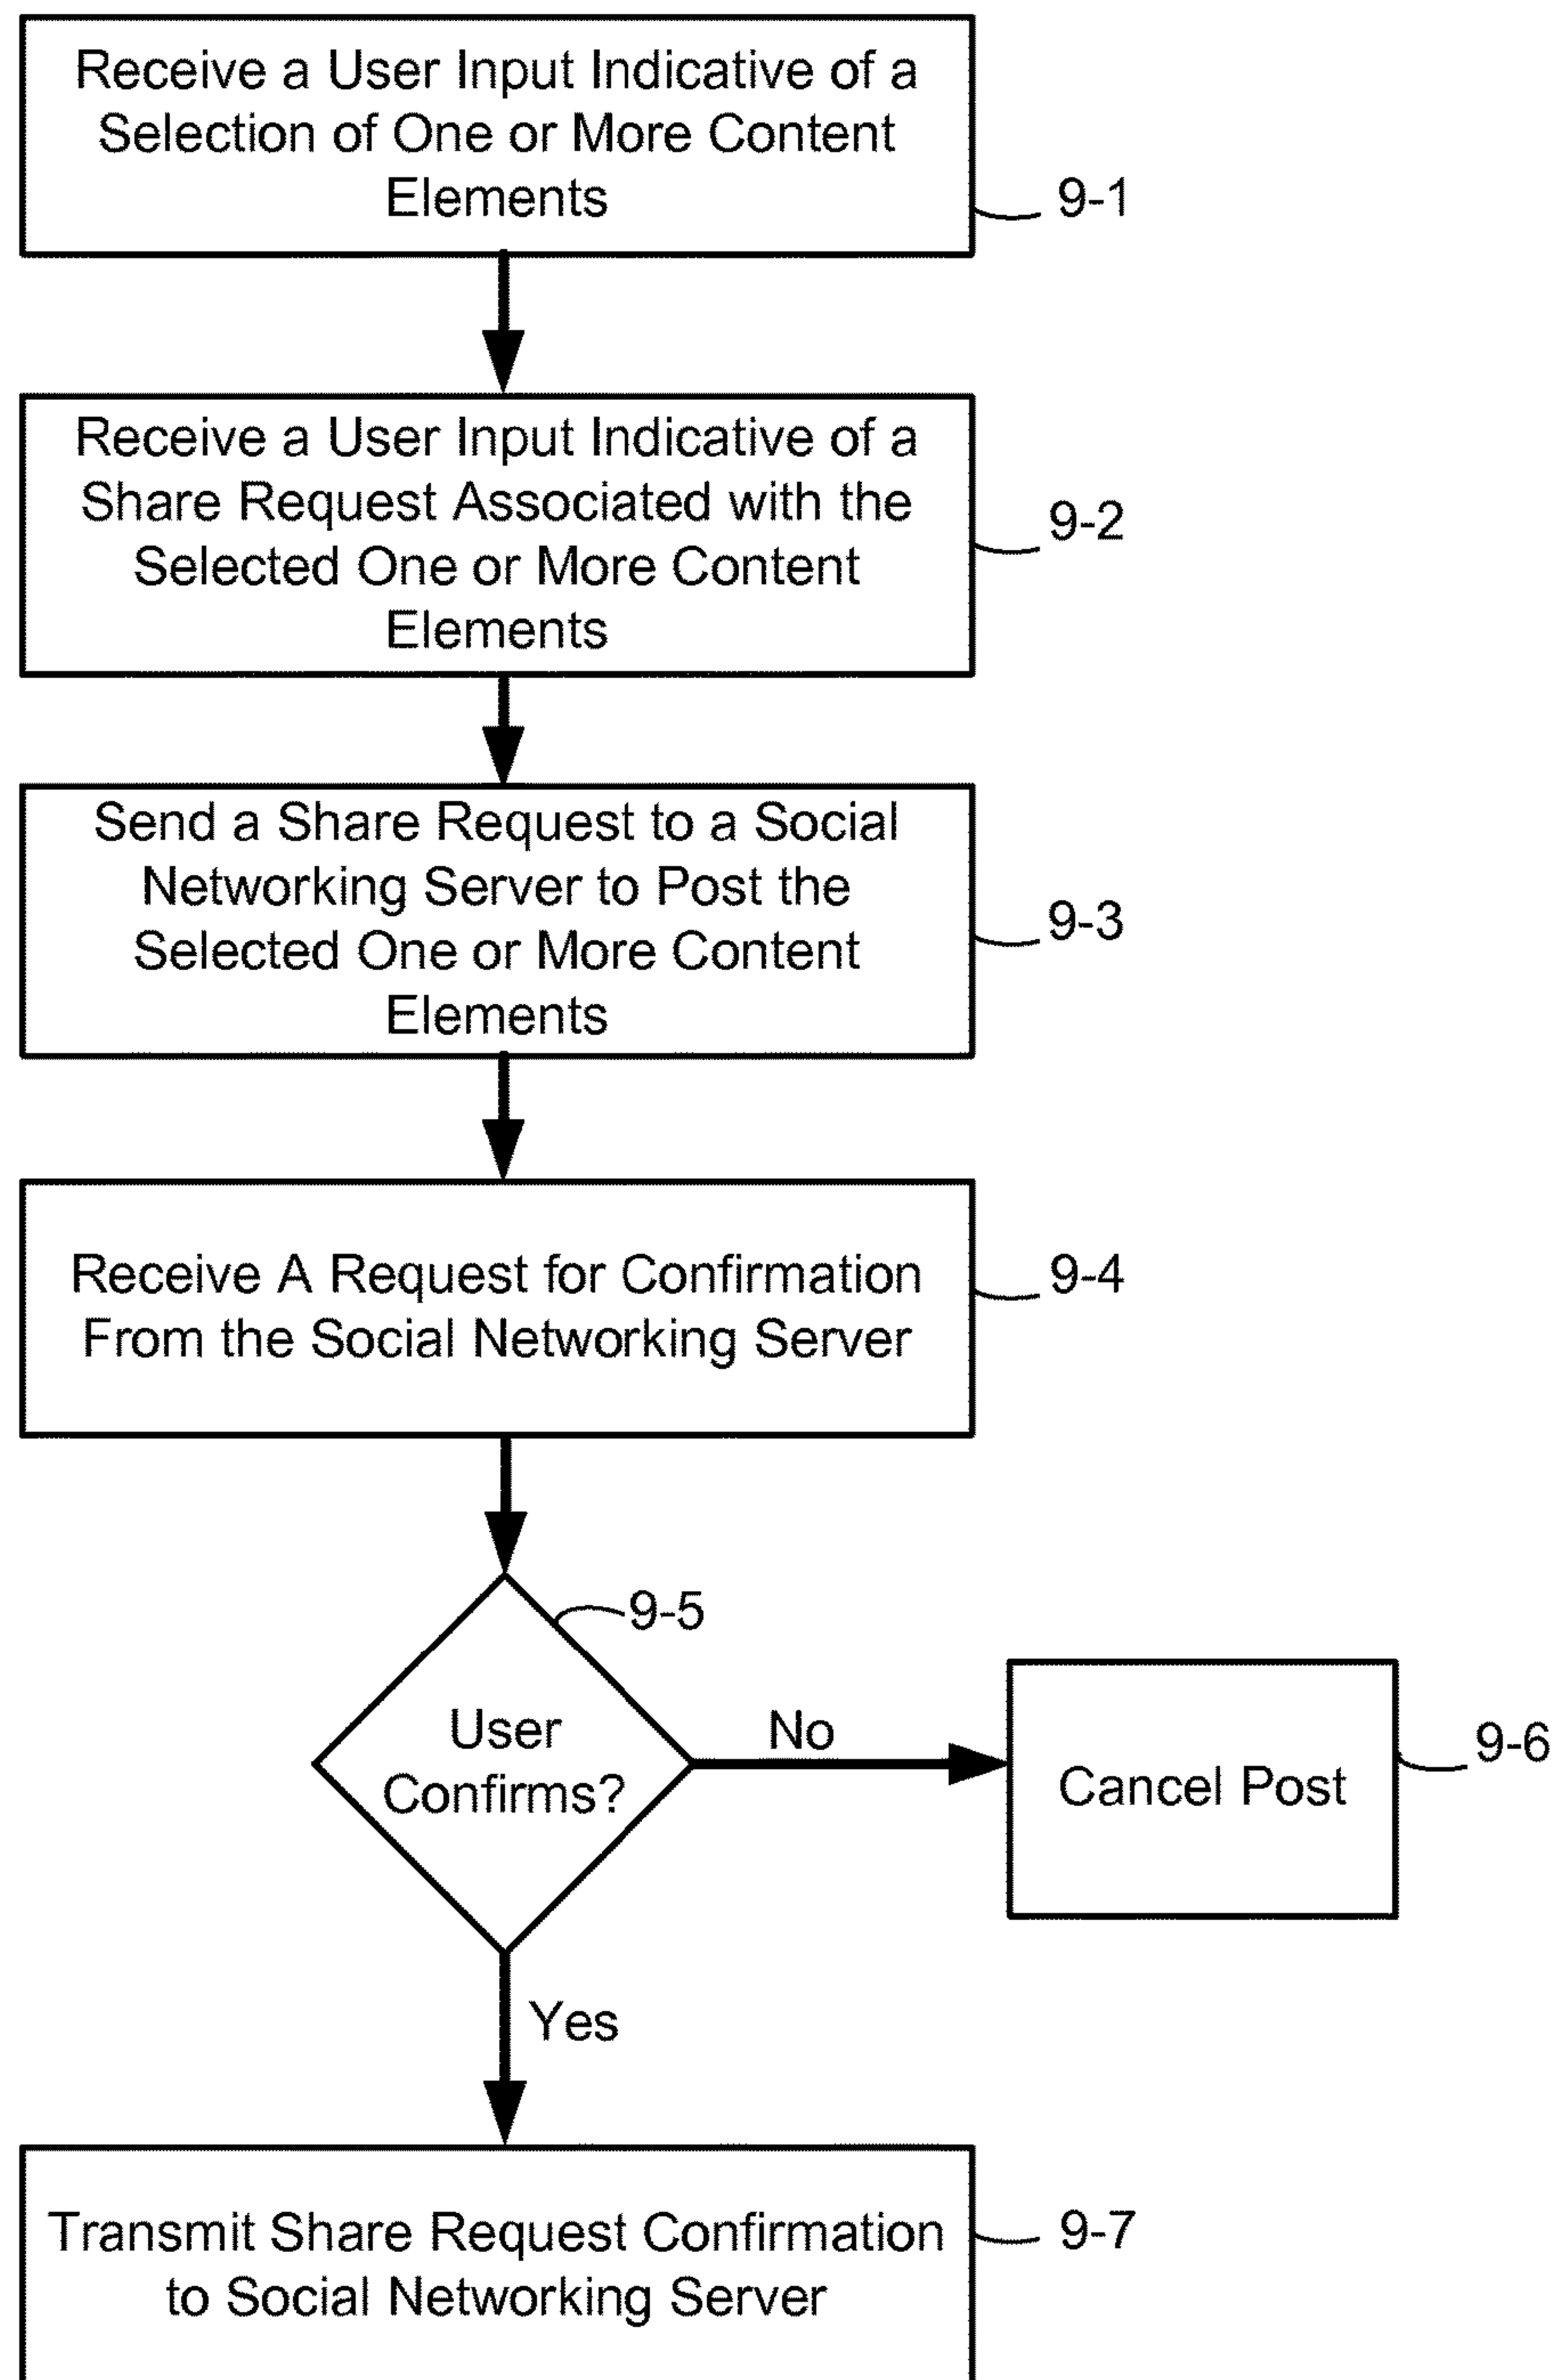 Receive a User Input Indicative of a
Selection of One or More Content
Elements
9-1
Receive a User Input Indicative of a
Share Request Associated with the
Selected One or More Content
Elements
9-2
Send a Share Request to a Social
Networking Server to Post the
Selected One or More Content
Elements
9-3
Receive A Request for Confirmation
From the Social Networking Server
9-4
9-5
User
Confirms?
No
Cancel Post
9-6
Yes
Transmit Share Request Confirmation
to Social Networking Server
9-7